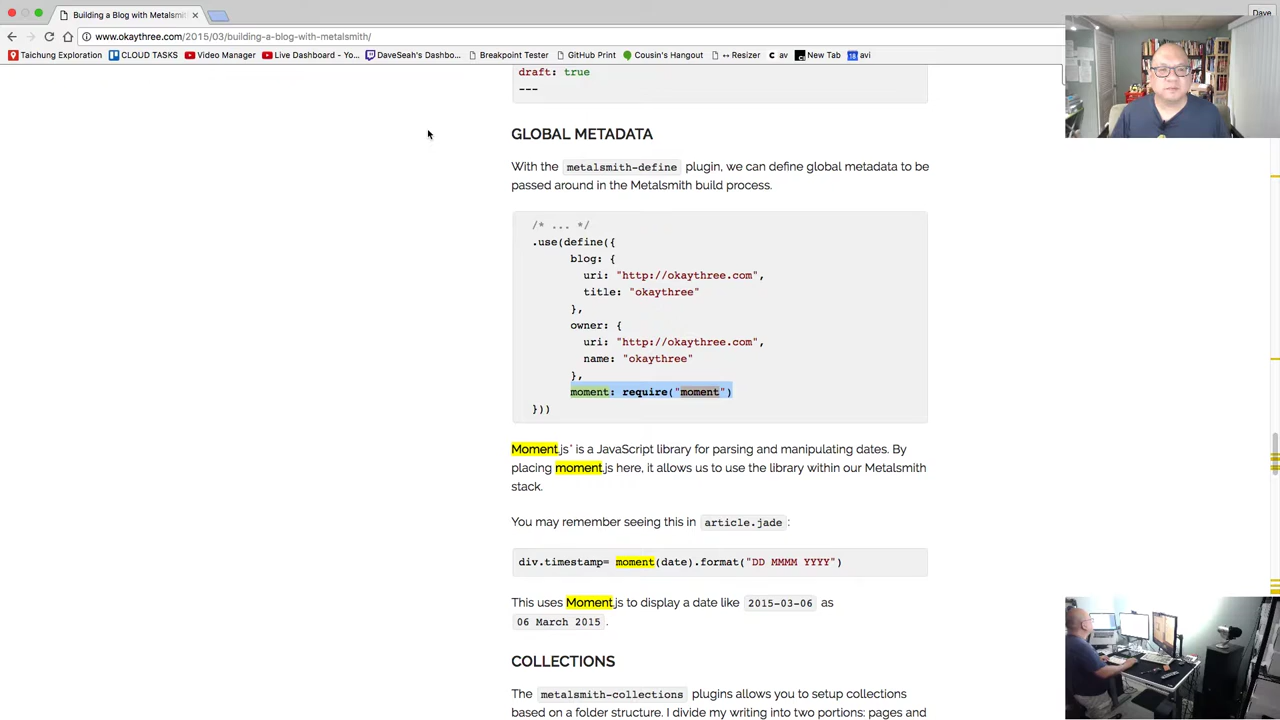 Building a Blog with Metalsmith
Dave
www.okaythree.com/2015/03/building-a-blog-with-metalsmith/
Taichung Exploration CLOUD TASKS Video Manager Live Dashboard - Yo... DaveSeah's Dashbo... Breakpoint Tester GitHub Print Cousin's Hangout ↔ Resizer av New Tab avi
draft: true
---
GLOBAL METADATA
With the metalsmith-define plugin, we can define global metadata to be
passed around in the Metalsmith build process.
/* ... */
.use(define({
blog: {
uri: "http://okaythree.com",
title: "okaythree"
},
owner: {
uri: "http://okaythree.com",
name: "okaythree"
},
moment: require("moment")
}))
Moment.js° is a JavaScript library for parsing and manipulating dates. By
placing moment.js here, it allows us to use the library within our Metalsmith
stack.
You may remember seeing this in article.jade:
div.timestamp= moment(date).format("DD MMMM YYYY")
This uses Moment.js to display a date like 2015-03-06 as
06 March 2015.
COLLECTIONS
The metalsmith-collections plugins allows you to setup collections
based on a folder structure. I divide my writing into two portions: pages and